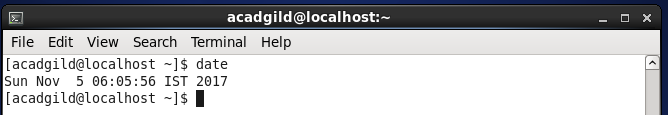 acadgild@localhost:~
File Edit View Search Terminal Help
[acadgild@localhost ~]$ date
Sun Nov  5 06:05:56 IST 2017
[acadgild@localhost ~]$